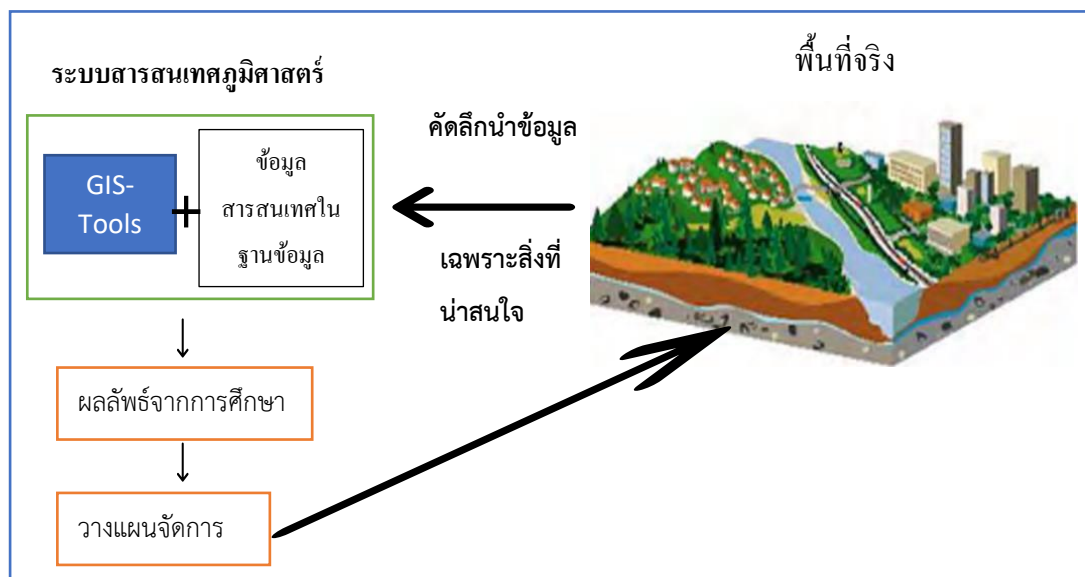 พื้นที่จริง
ระบบสารสนเทศภูมิศาสตร์
คัดลึกนำข้อมูล
เฉพราะสิ่งที่
น่าสนใจ
GIS-
Tools
+
ข้อมูล
สารสนเทศใน
ฐานข้อมูล
ผลลัพธ์จากการศึกษา
วางแผนจัดการ